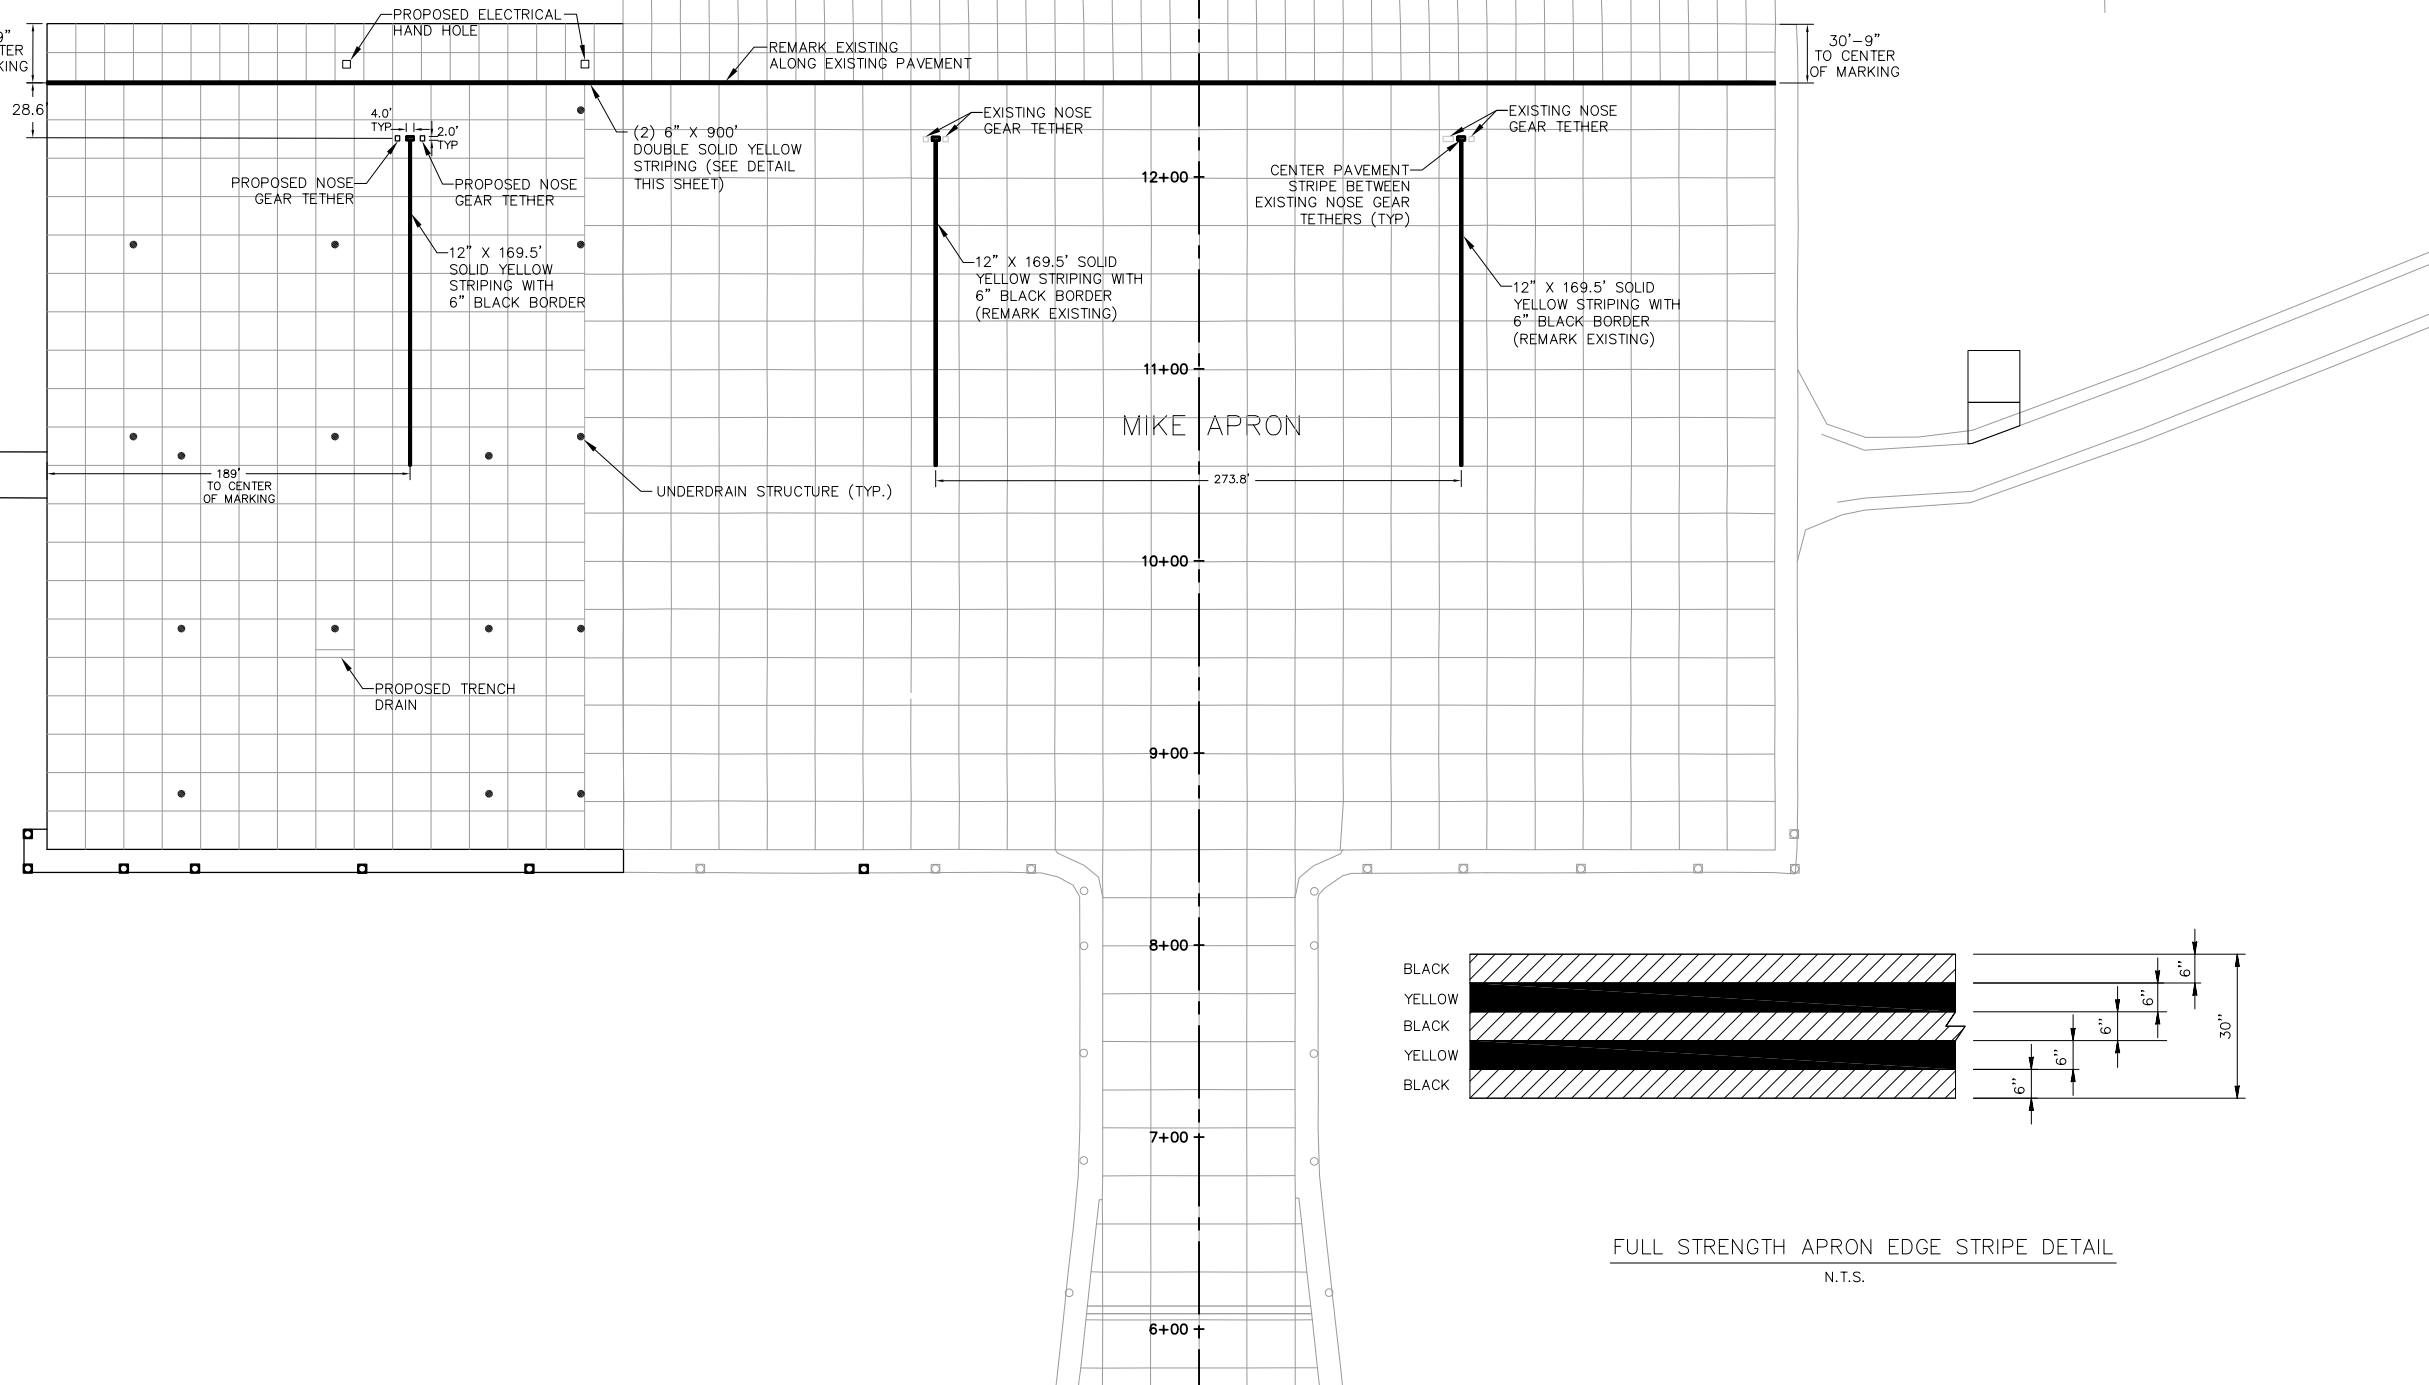 PROPOSED ELECTRICAL
HAND HOLE
9"
TER
KING
28.6'
REMARK EXISTING
ALONG EXISTING PAVEMENT
30'-9"
TO CENTER
OF MARKING
4.0'
TYP
2.0'
TYP
(2) 6" X 900'
DOUBLE SOLID YELLOW
STRIPING (SEE DETAIL
THIS SHEET)
EXISTING NOSE
GEAR TETHER
EXISTING NOSE
GEAR TETHER
PROPOSED NOSE
GEAR TETHER
PROPOSED NOSE
GEAR TETHER
CENTER PAVEMENT
STRIPE BETWEEN
EXISTING NOSE GEAR
TETHERS (TYP)
12+00
12" X 169.5'
SOLID YELLOW
STRIPING WITH
6" BLACK BORDER
12" X 169.5' SOLID
YELLOW STRIPING WITH
6" BLACK BORDER
(REMARK EXISTING)
12" X 169.5' SOLID
YELLOW STRIPING WITH
6" BLACK BORDER
(REMARK EXISTING)
11+00
MIKE APRON
189'
TO CENTER
OF MARKING
273.8'
UNDERDRAIN STRUCTURE (TYP.)
10+00
PROPOSED TRENCH
DRAIN
9+00
8+00
7+00
6+00
BLACK
YELLOW
BLACK
YELLOW
BLACK
6"
6"
6"
6"
6"
30"
FULL STRENGTH APRON EDGE STRIPE DETAIL
N.T.S.